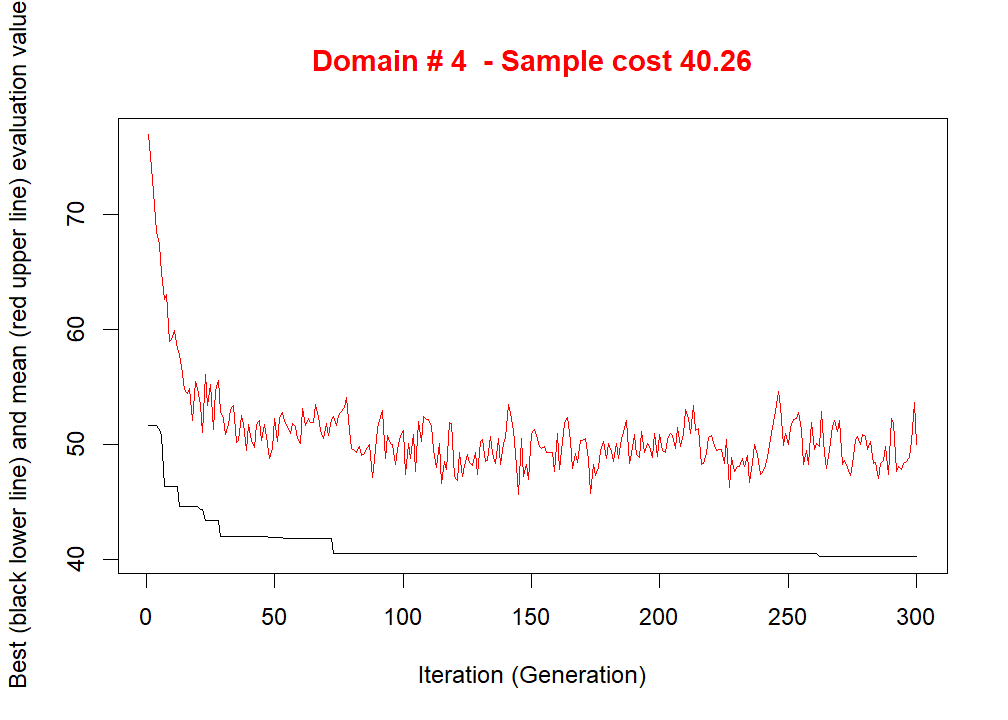 Domain # 4  - Sample cost 40.26
Best (black lower line) and mean (red upper line) evaluation value
70
60
50
40
0 50 100 150 200 250 300
Iteration (Generation)